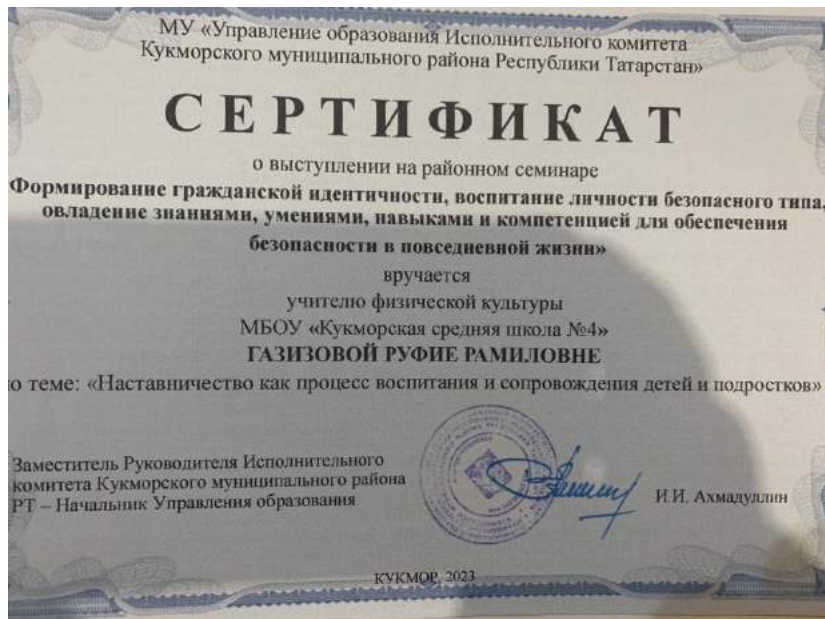 МУ «Управление образования Исполнительного комитета
Кукморского муниципального района Республики Татарстан»
СЕРТИФИКАТ
о выступлении на районном семинаре
Формирование гражданской идентичности, воспитание личности безопасного типа,
овладение знаниями, умениями, навыками и компетенцией для обеспечения
безопасности в повседневной жизни»
вручается
учителю физической культуры
МБОУ «Кукморская средняя школа №4»
ГАЗИЗОВОЙ РУФИЕ РАМИЛОВНЕ
о теме: «Наставничество как процесс воспитания и сопровождения детей и подростков»
Заместитель Руководителя Исполнительного
комитета Кукморского муниципального района
РТ – Начальник Управления образования
И.И. Ахмадуллин
КУКМОР, 2023